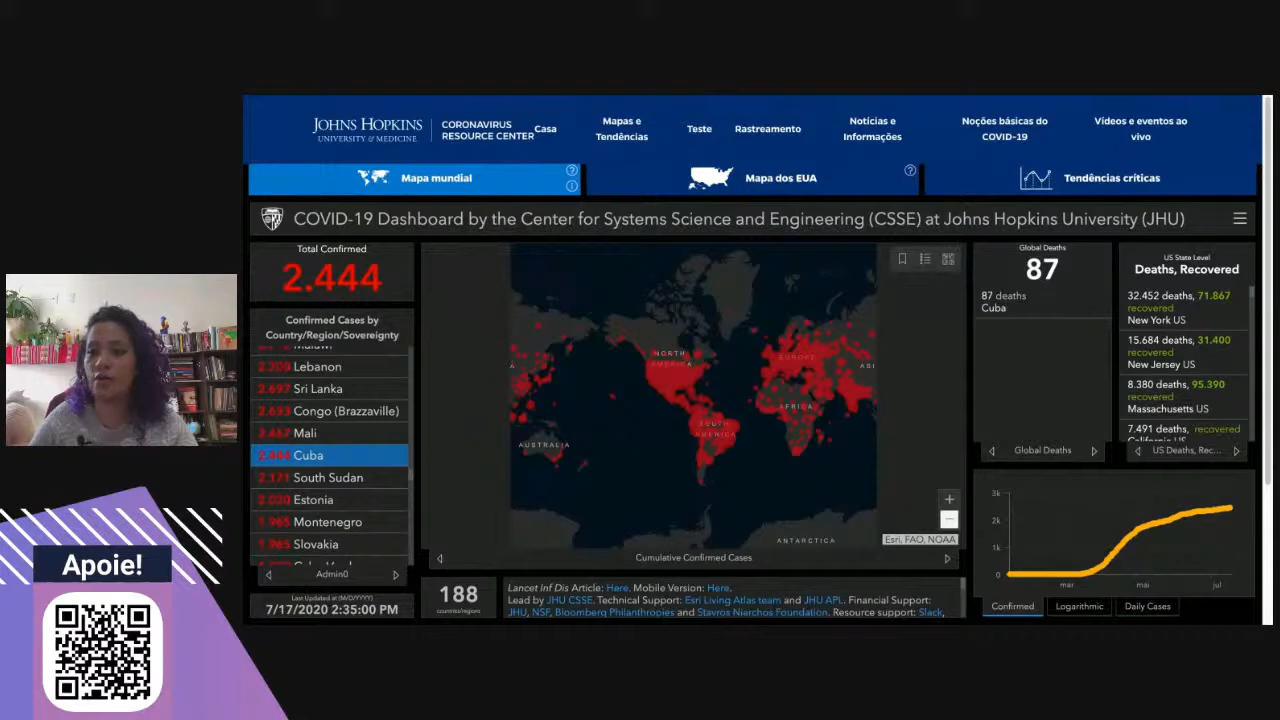 JOHNS HOPKINS
UNIVERSITY & MEDICINE
CORONAVIRUS
RESOURCE CENTER
Casa
Mapas e
Tendências
Teste
Rastreamento
Notícias e
Informações
Noções básicas do
COVID-19
Vídeos e eventos ao
vivo
Mapa mundial
Mapa dos EUA
Tendências críticas
COVID-19 Dashboard by the Center for Systems Science and Engineering (CSSE) at Johns Hopkins University (JHU)
Total Confirmed
2.444
Confirmed Cases by
Country/Region/Sovereignty
Lebanon
2.697 Sri Lanka
2.633 Congo (Brazzaville)
Mali
2.444 Cuba
2.171 South Sudan
2.020 Estonia
1.965 Montenegro
1.965 Slovakia
Admin0
Last Updated at (M/D/YYYY)
7/17/2020 2:35:00 PM
NORTH
AMERICA
SOUTH
AMERICA
EUROPE
AFRICA
ASI
AUSTRALIA
ANTARCTICA
+
Esri, FAO, NOAA
Cumulative Confirmed Cases
188
countries/regions
Lancet Inf Dis Article: Here. Mobile Version: Here.
Lead by JHU CSSE. Technical Support: Esri Living Atlas team and JHU APL. Financial Support:
JHU, NSF, Bloomberg Philanthropies and Stavros Niarchos Foundation. Resource support: Slack,
Global Deaths
87
87 deaths
Cuba
Global Deaths
US State Level
Deaths, Recovered
32.452 deaths, 71.867
recovered
New York US
15.684 deaths, 31.400
recovered
New Jersey US
8.380 deaths, 95.390
recovered
Massachusetts US
7.491 deaths, recovered
California US
US Deaths, Rec...
3k
2k
1k
0
mar
mai
jul
Confirmed
Logarithmic
Daily Cases
Apoie!